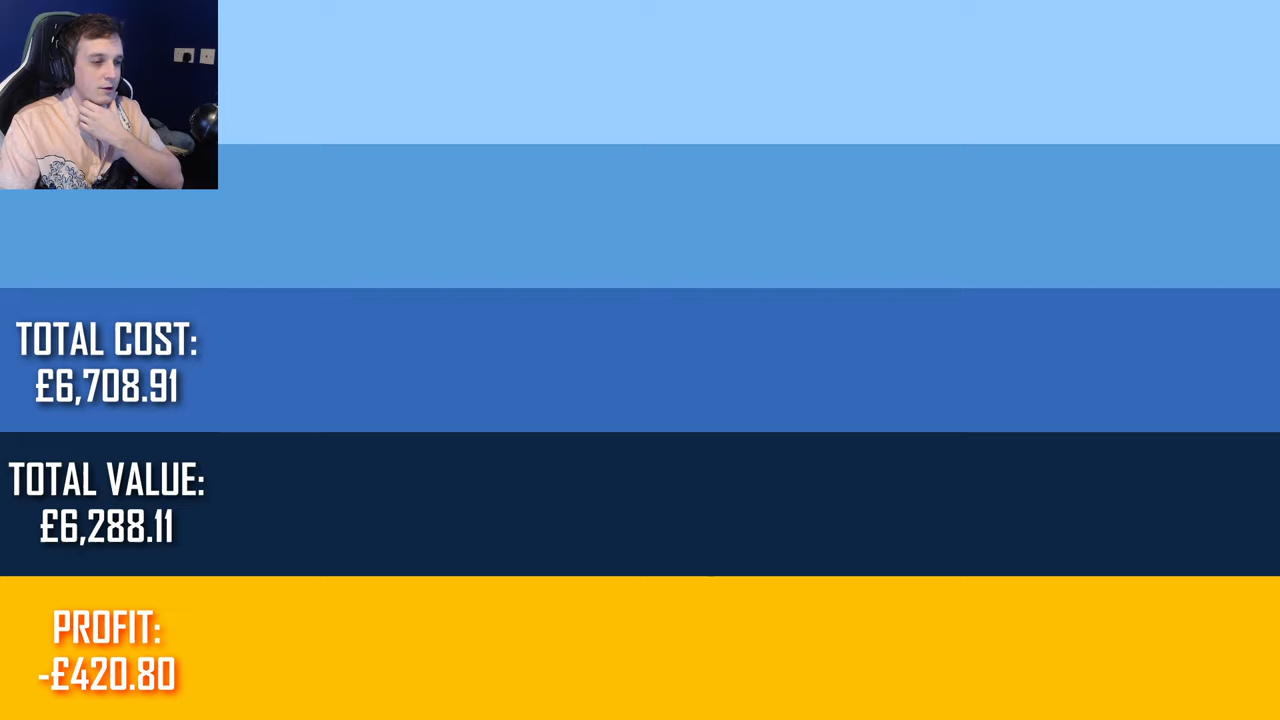 TOTAL COST:
£6,708.91
TOTAL VALUE:
£6,288.11
PROFIT:
-£420.80